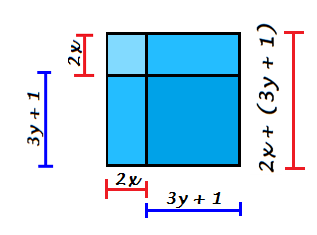 2x
3y + 1
2x + (3y + 1)
2x
3y + 1